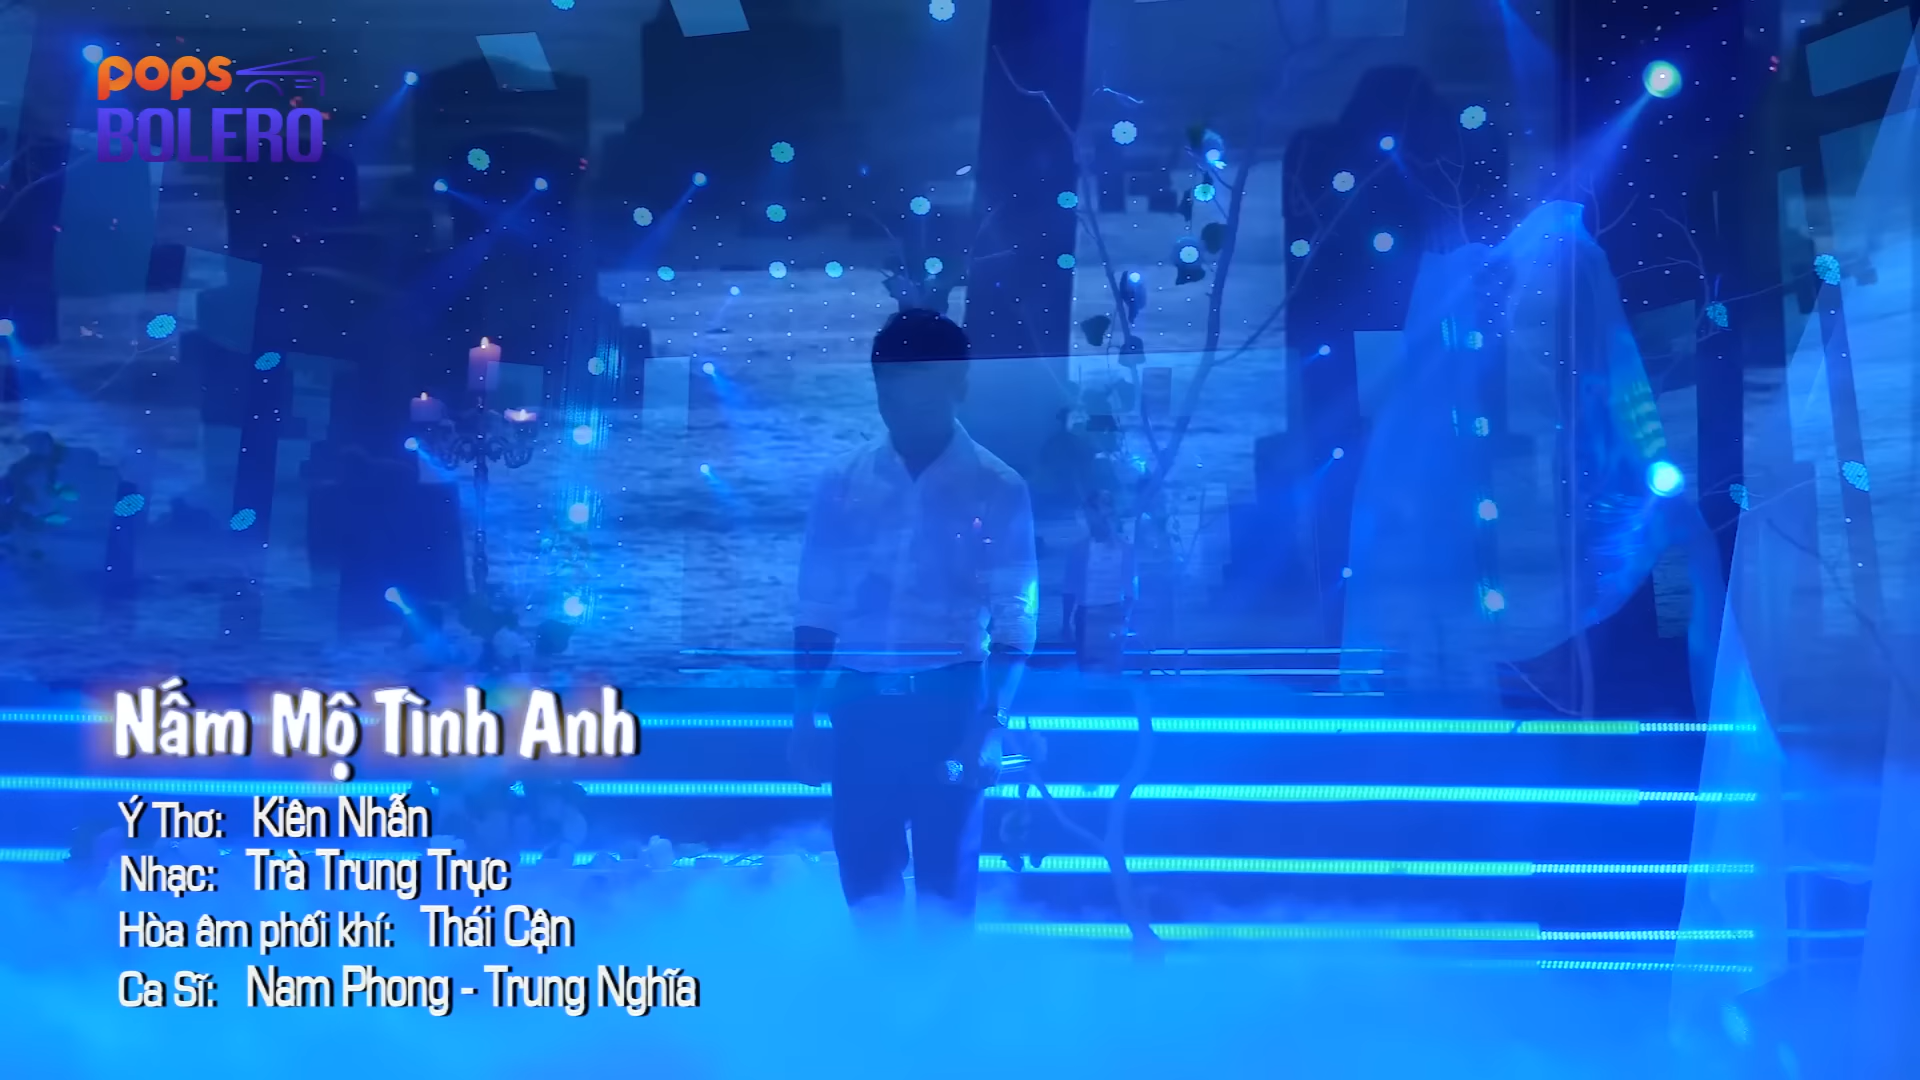 pops
BOLERO
Nấm Mộ Tình Anh
Ý Thơ: Kiên Nhẫn
Nhạc: Trà Trung Trực
Hòa âm phối khí: Thái Cận
Ca Sĩ: Nam Phong - Trung Nghĩa